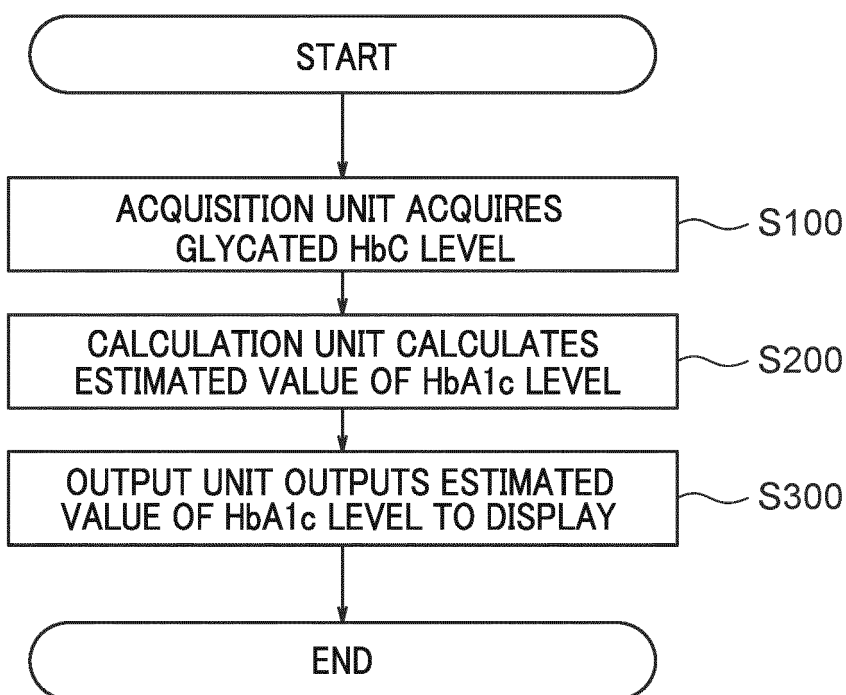 START
ACQUISITION UNIT ACQUIRES
GLYCATED HbC LEVEL
S100
CALCULATION UNIT CALCULATES
ESTIMATED VALUE OF HbA1c LEVEL
S200
OUTPUT UNIT OUTPUTS ESTIMATED
VALUE OF HbA1c LEVEL TO DISPLAY
S300
END